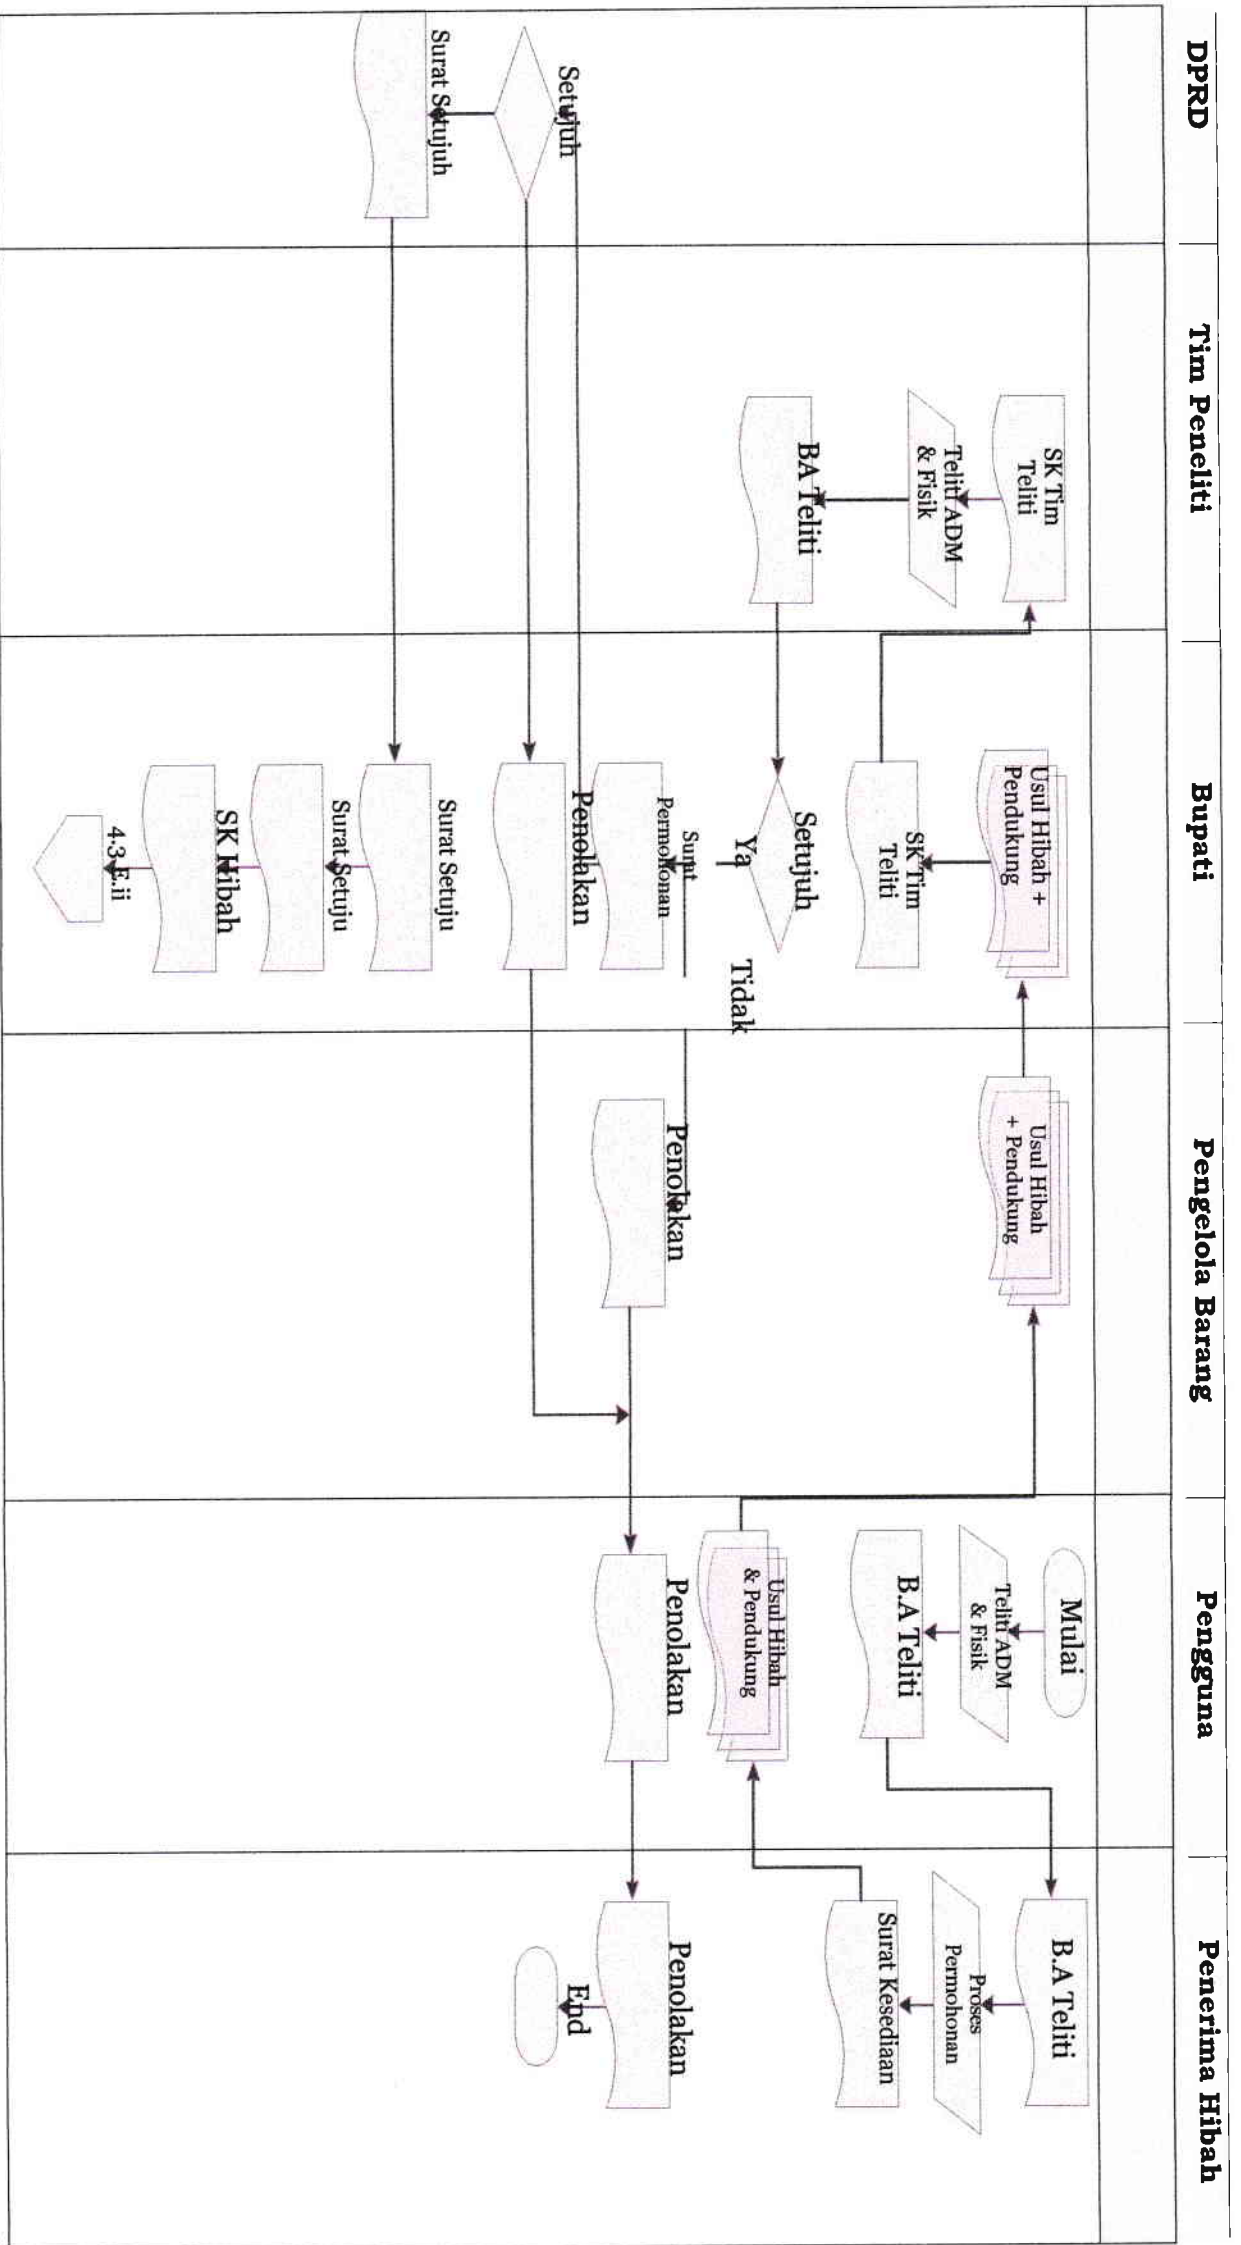 DPRD
Tim Peneliti
Bupati
Pengelola Barang
Pengguna
Penerima Hibah
Setujuh
Surat Setujuh
SK Tim
Teliti
Teliti ADM
& Fisik
BA Teliti
Usul Hibah +
Pendukung
SK Tim
Teliti
Setujuh
Ya
Tidak
Surat
Permohonan
Penolakan
Surat Setuju
Surat Setuju
SK Hibah
4.3.E.ii
Usul Hibah
+ Pendukung
Penolakan
Mulai
Teliti ADM
& Fisik
B.A Teliti
Usul Hibah
& Pendukung
Penolakan
B.A Teliti
Proses
Permohonan
Surat Kesediaan
Penolakan
End